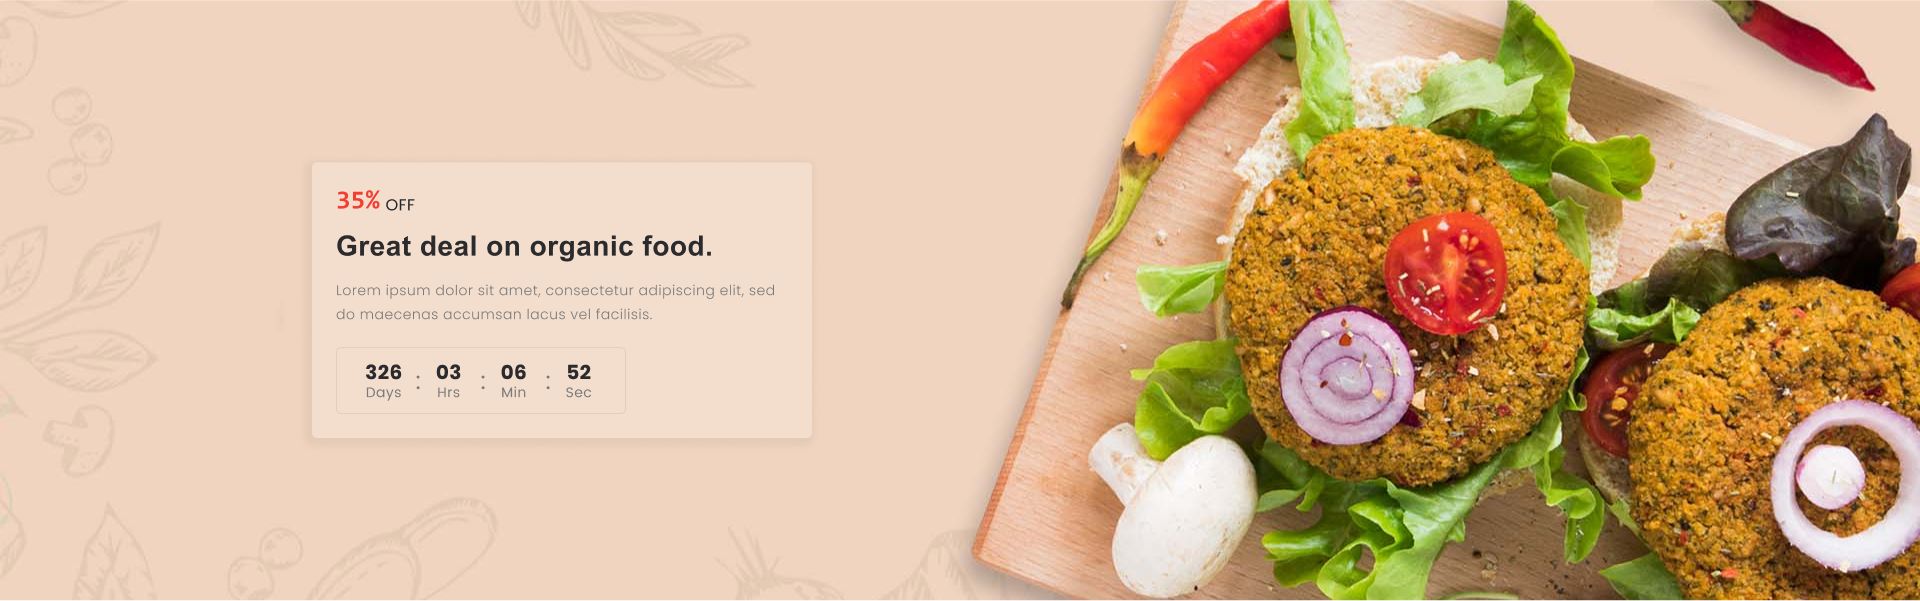 35% OFF
Great deal on organic food.
Lorem ipsum dolor sit amet, consectetur adipiscing elit, sed
do maecenas accumsan lacus vel facilisis.
326 : 03 : 06 : 52
Days Hrs Min Sec